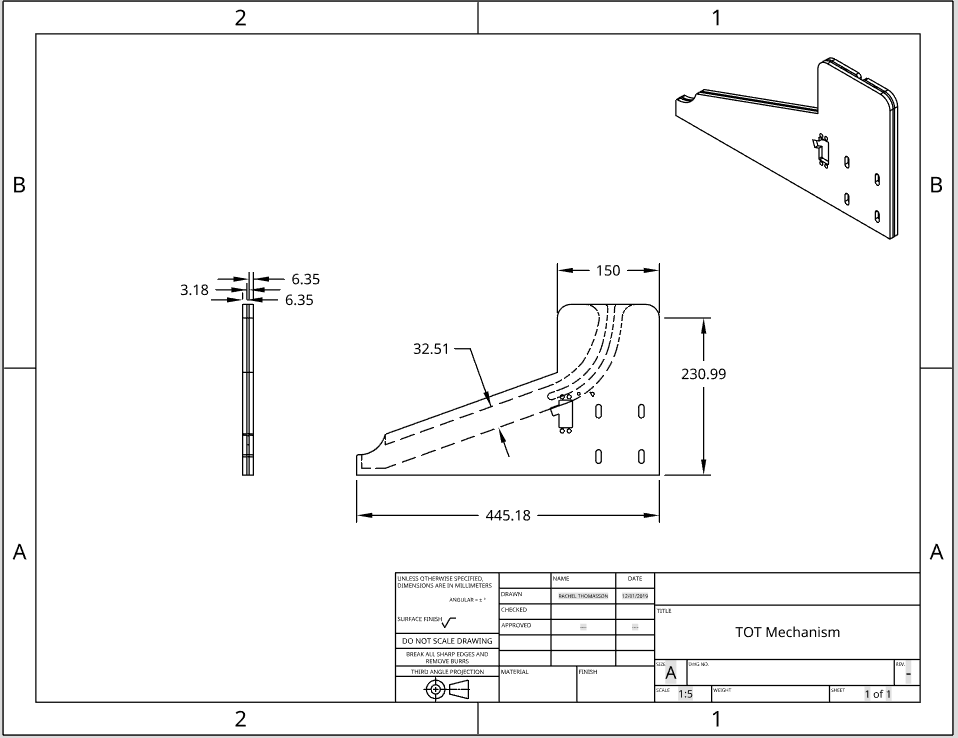 2
1
B
B
150
6.35
3.18
6.35
32.51
230.99
445.18
A
A
UNLESS OTHERWISE SPECIFIED,
DIMENSIONS ARE IN MILLIMETERS
ANGULAR = ± °
SURFACE FINISH
DO NOT SCALE DRAWING
BREAK ALL SHARP EDGES AND
REMOVE BURRS
THIRD ANGLE PROJECTION
NAME
DATE
DRAWN
RACHEL THOMASSON
12/01/2019
CHECKED
APPROVED
MATERIAL
FINISH
TITLE
TOT Mechanism
SIZE
A
DWG NO.
REV.
-
SCALE
1:5
WEIGHT
SHEET
1 of 1
2
1